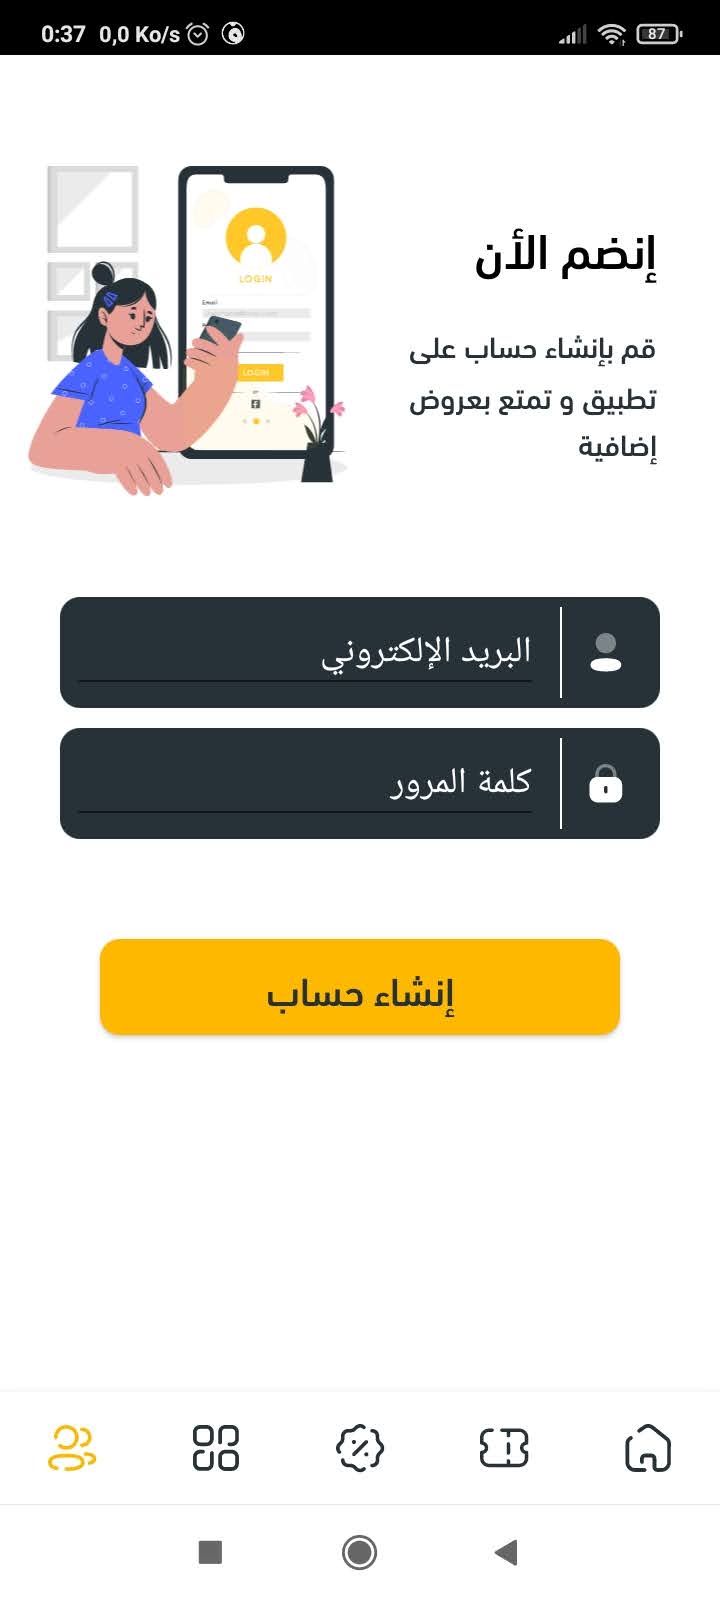 0:37 0,0 Ko/s
87
LOGIN
Email
LOGIN
إنضم الأن
قم بإنشاء حساب على
تطبيق و تمتع بعروض
إضافية
البريد الإلكتروني
كلمة المرور
إنشاء حساب